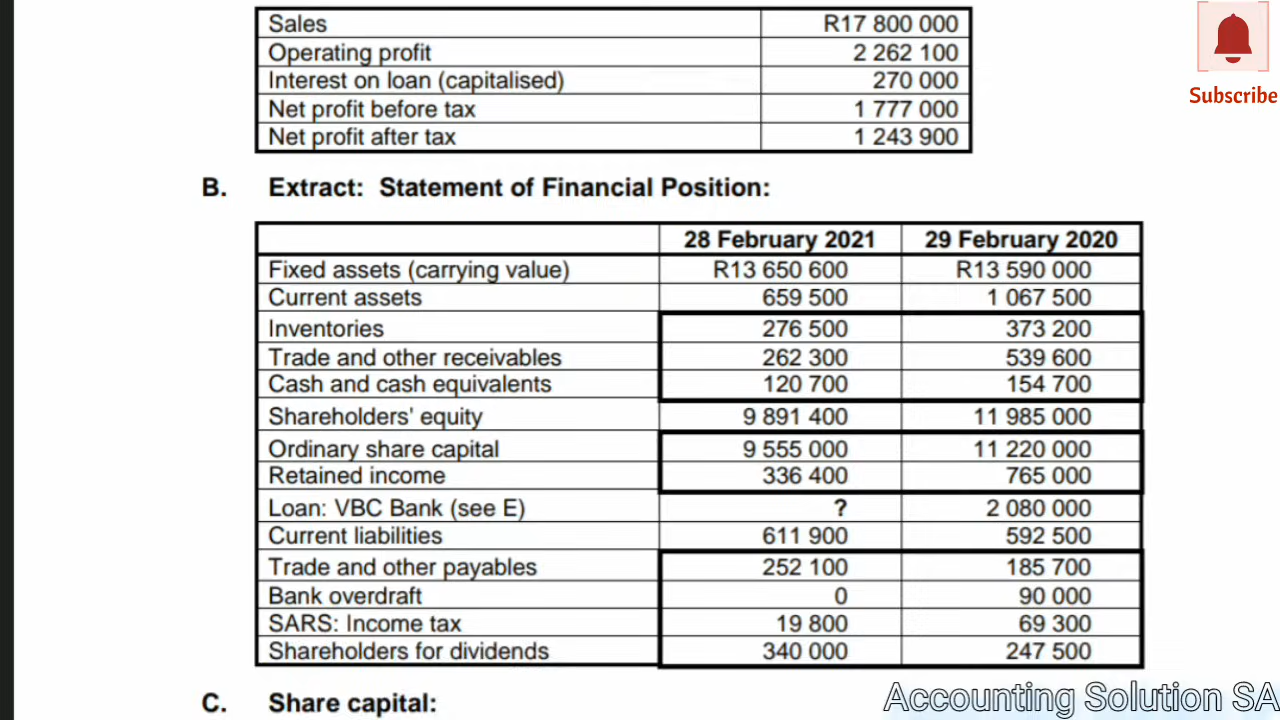 Sales R17 800 000
Operating profit 2 262 100
Interest on loan (capitalised) 270 000
Net profit before tax 1 777 000
Net profit after tax 1 243 900
Subscribe
B. Extract: Statement of Financial Position:
28 February 2021 29 February 2020
Fixed assets (carrying value) R13 650 600 R13 590 000
Current assets 659 500 1 067 500
Inventories 276 500 373 200
Trade and other receivables 262 300 539 600
Cash and cash equivalents 120 700 154 700
Shareholders' equity 9 891 400 11 985 000
Ordinary share capital 9 555 000 11 220 000
Retained income 336 400 765 000
Loan: VBC Bank (see E) ? 2 080 000
Current liabilities 611 900 592 500
Trade and other payables 252 100 185 700
Bank overdraft 0 90 000
SARS: Income tax 19 800 69 300
Shareholders for dividends 340 000 247 500
C. Share capital:
Accounting Solution SA